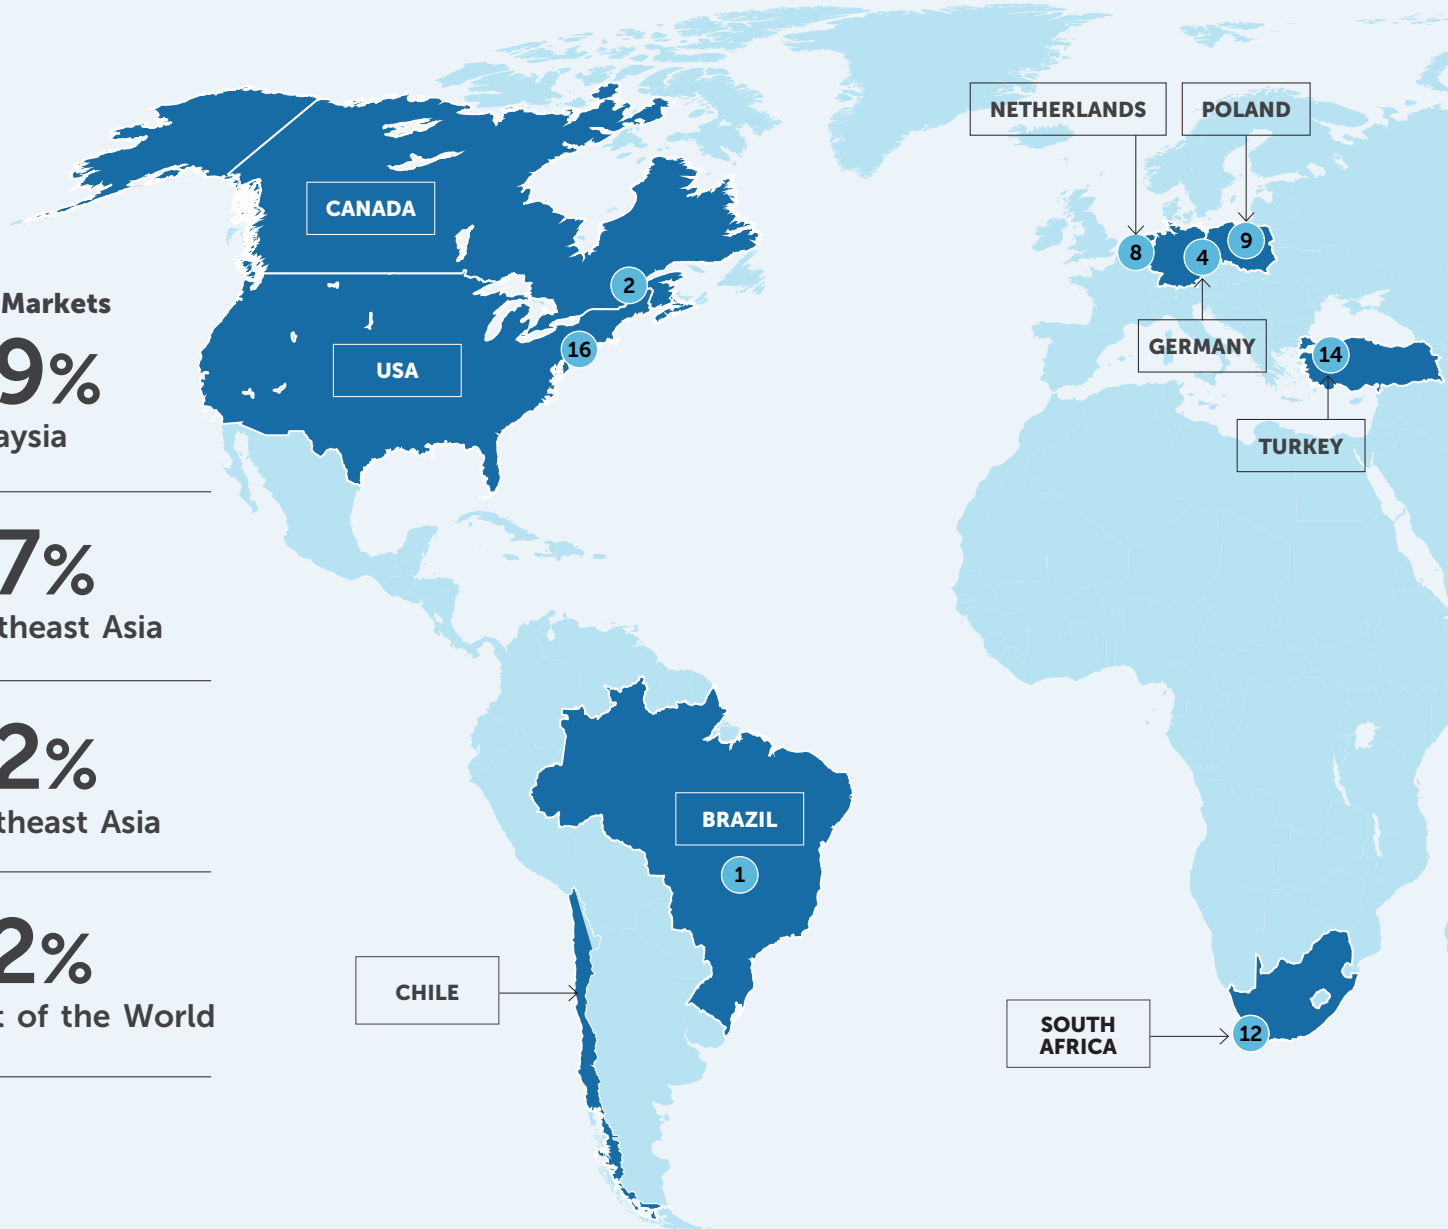 Markets
9%
aysia
7%
theast Asia
2%
theast Asia
2%
t of the World
CANADA
2
USA
16
BRAZIL
1
CHILE
NETHERLANDS
POLAND
8
4
9
GERMANY
14
TURKEY
SOUTH
AFRICA
12